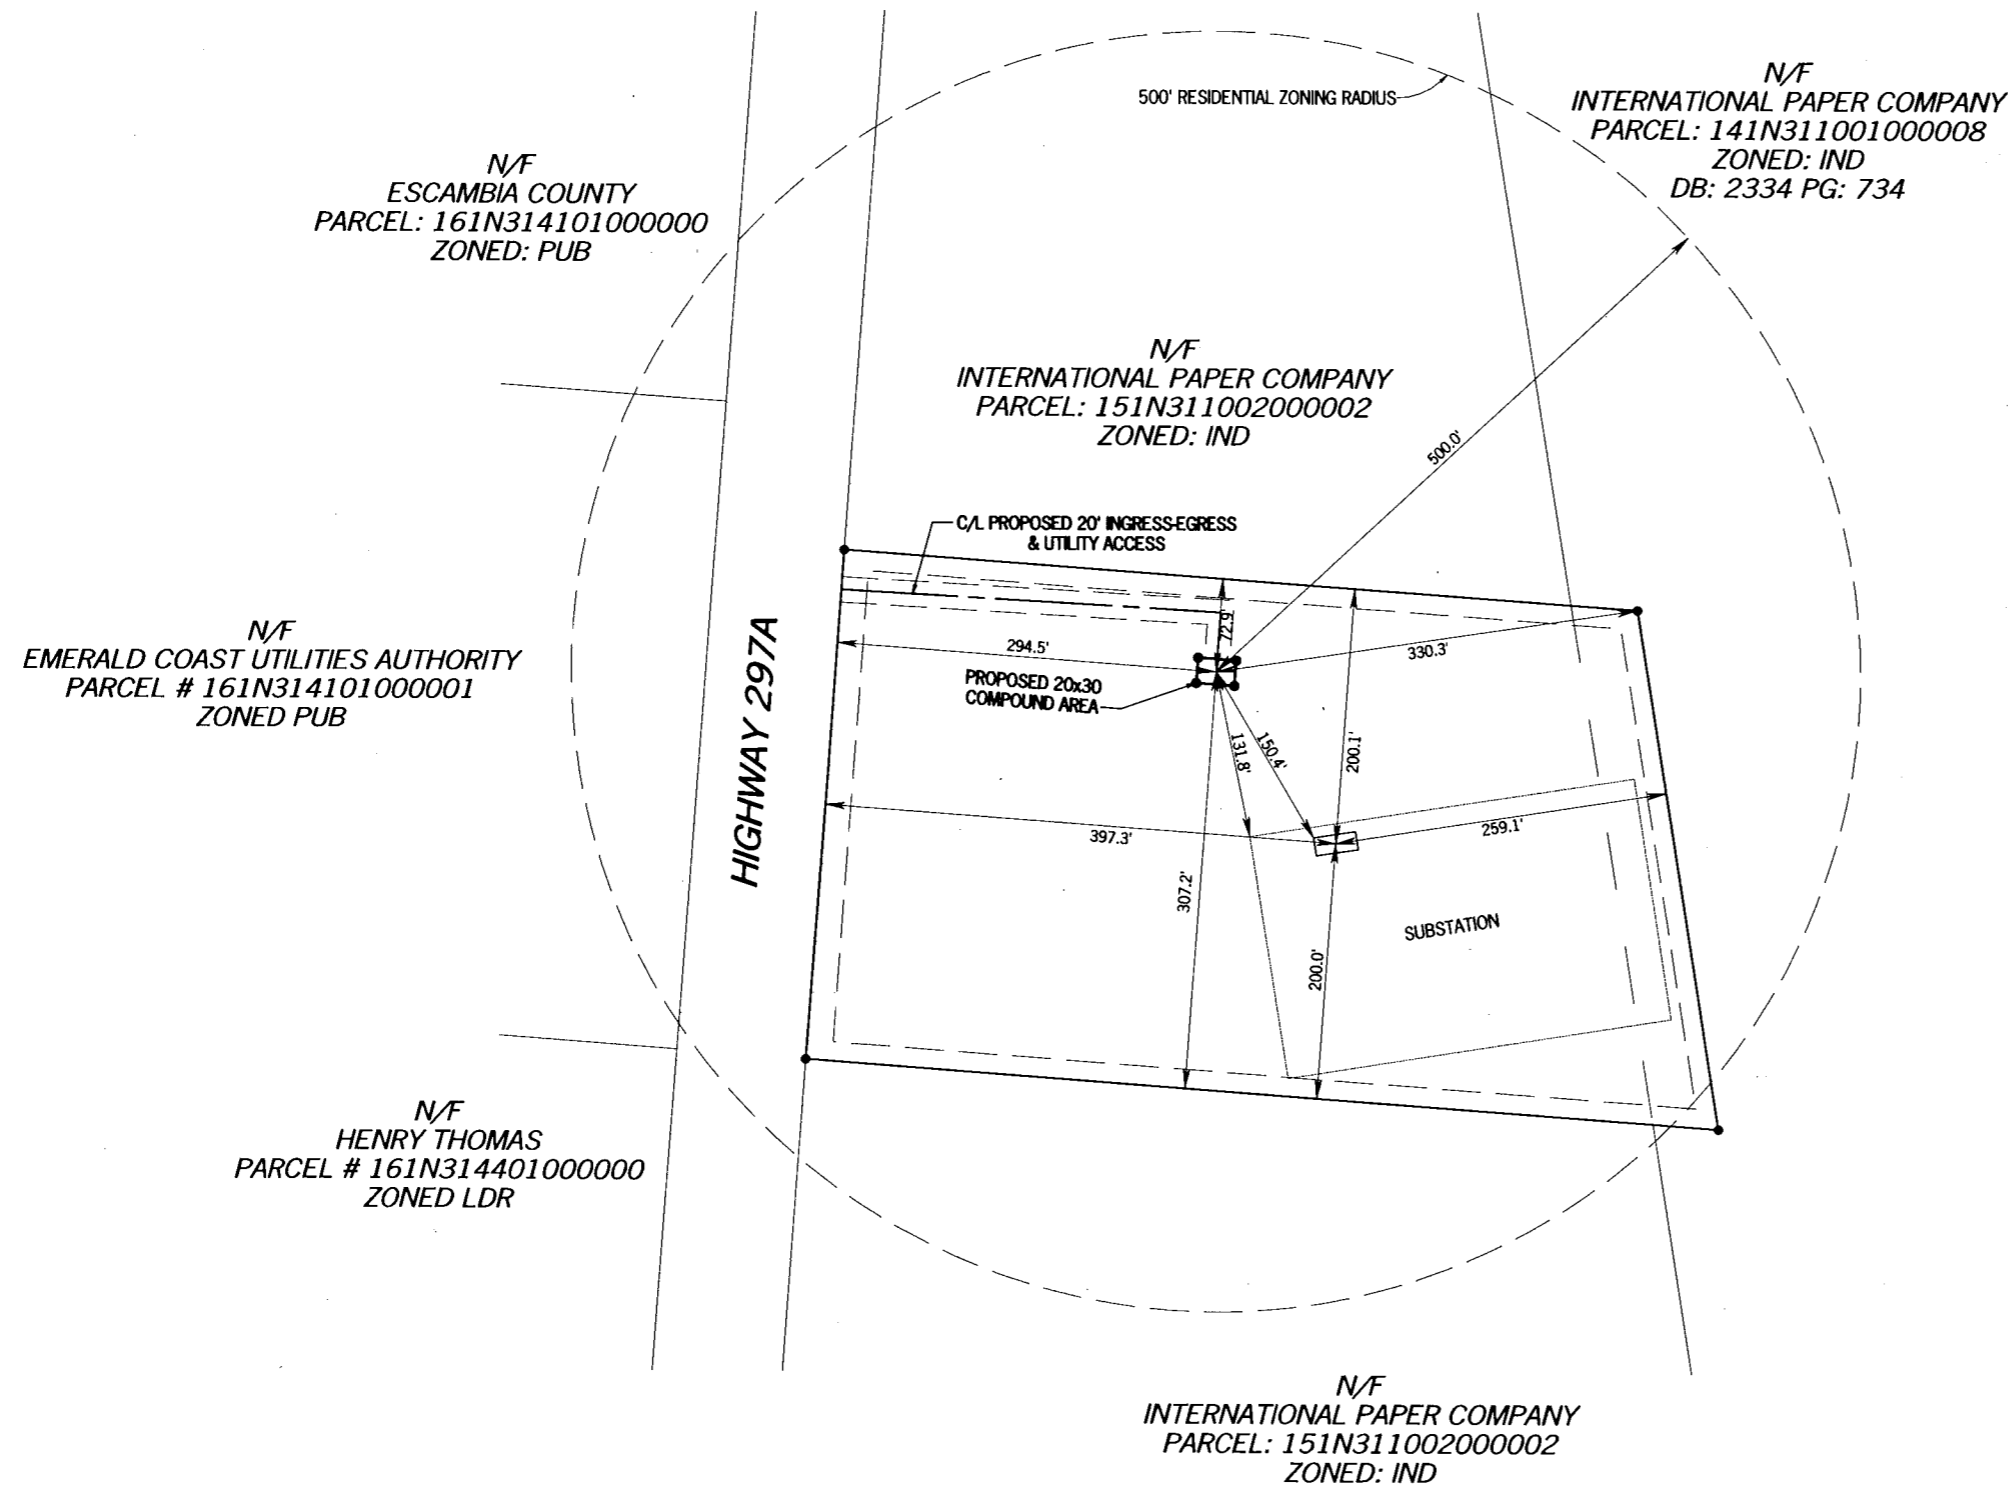 500' RESIDENTIAL ZONING RADIUS
N/F
INTERNATIONAL PAPER COMPANY
PARCEL: 141N311001000008
ZONED: IND
DB: 2334 PG: 734
N/F
ESCAMBIA COUNTY
PARCEL: 161N314101000000
ZONED: PUB
N/F
INTERNATIONAL PAPER COMPANY
PARCEL: 151N311002000002
ZONED: IND
500.0'
C/L PROPOSED 20' INGRESS-EGRESS
& UTILITY ACCESS
N/F
EMERALD COAST UTILITIES AUTHORITY
PARCEL # 161N314101000001
ZONED PUB
HIGHWAY 297A
294.5'
72.9'
330.3'
PROPOSED 20x30
COMPOUND AREA
131.8'
150.4'
200.1'
397.3'
259.1'
307.2'
200.0'
SUBSTATION
N/F
HENRY THOMAS
PARCEL # 161N314401000000
ZONED LDR
N/F
INTERNATIONAL PAPER COMPANY
PARCEL: 151N311002000002
ZONED: IND